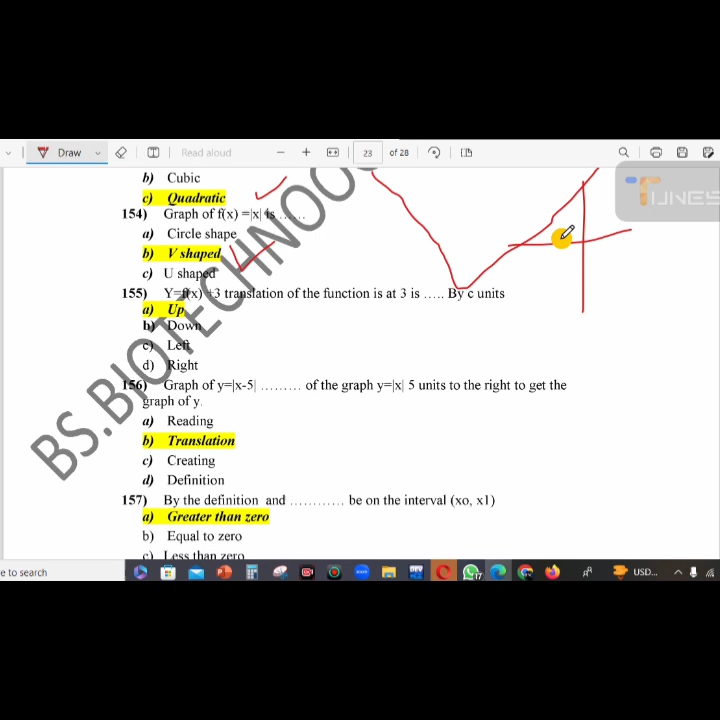 Draw
Read aloud
23
of 28
TUNES
b) Cubic
c) Quadratic
154) Graph of f(x) =|x| is ......
a) Circle shape
b) V shaped
c) U shaped
155) Y=f(x) +3 translation of the function is at 3 is ….. By c units
a) Up
b) Down
c) Left
d) Right
156) Graph of y=|x-5| ……… of the graph y=|x| 5 units to the right to get the
graph of y.
a) Reading
b) Translation
c) Creating
d) Definition
157) By the definition and ………… be on the interval (xo, x1)
a) Greater than zero
b) Equal to zero
c) Less than zero
BS.BIOTECHNOO
e to search
17
USD...